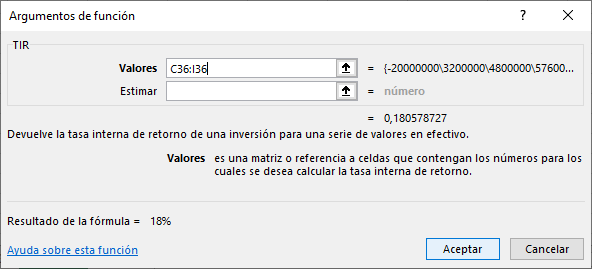 Argumentos de función
?
TIR
Valores C36:I36 = {-20000000\3200000\4800000\57600...
Estimar = número
= 0,180578727
Devuelve la tasa interna de retorno de una inversión para una serie de valores en efectivo.
Valores es una matriz o referencia a celdas que contengan los números para los
cuales se desea calcular la tasa interna de retorno.
Resultado de la fórmula = 18%
Ayuda sobre esta función
Aceptar
Cancelar